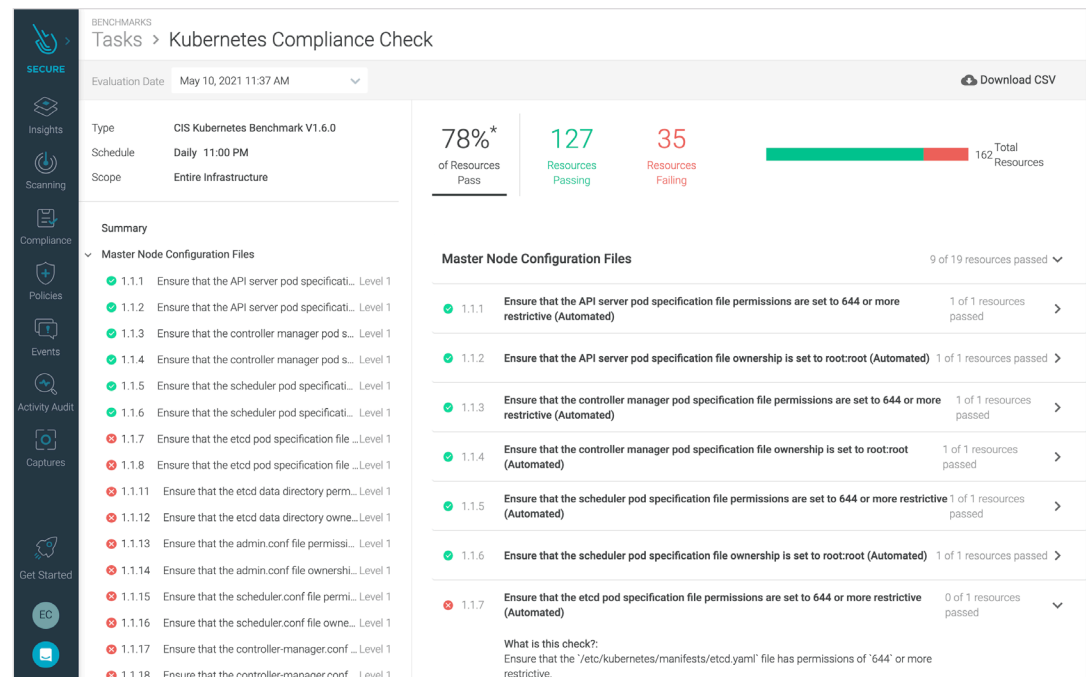 BENCHMARKS
Tasks > Kubernetes Compliance Check
SECURE
Insights
Scanning
Compliance
Policies
Events
Activity Audit
Captures
Get Started
EC
Evaluation Date May 10, 2021 11:37 AM
Download CSV
Type CIS Kubernetes Benchmark V1.6.0
Schedule Daily 11:00 PM
Scope Entire Infrastructure
Summary
Master Node Configuration Files
1.1.1 Ensure that the API server pod specificati... Level 1
1.1.2 Ensure that the API server pod specificati... Level 1
1.1.3 Ensure that the controller manager pod s... Level 1
1.1.4 Ensure that the controller manager pod s... Level 1
1.1.5 Ensure that the scheduler pod specificati... Level 1
1.1.6 Ensure that the scheduler pod specificati... Level 1
1.1.7 Ensure that the etcd pod specification file ... Level 1
1.1.8 Ensure that the etcd pod specification file ... Level 1
1.1.11 Ensure that the etcd data directory perm... Level 1
1.1.12 Ensure that the etcd data directory owne... Level 1
1.1.13 Ensure that the admin.conf file permissi... Level 1
1.1.14 Ensure that the admin.conf file ownershi... Level 1
1.1.15 Ensure that the scheduler.conf file permi... Level 1
1.1.16 Ensure that the scheduler.conf file owne... Level 1
1.1.17 Ensure that the controller-manager.conf ... Level 1
1.1.18 Ensure that the controller-manager.conf ... Level 1
78%*
of Resources
Pass
127
Resources
Passing
35
Resources
Failing
162 Total
Resources
Master Node Configuration Files
9 of 19 resources passed
1.1.1 Ensure that the API server pod specification file permissions are set to 644 or more
restrictive (Automated)
1 of 1 resources
passed
1.1.2 Ensure that the API server pod specification file ownership is set to root:root (Automated) 1 of 1 resources passed
1.1.3 Ensure that the controller manager pod specification file permissions are set to 644 or more
restrictive (Automated)
1 of 1 resources
passed
1.1.4 Ensure that the controller manager pod specification file ownership is set to root:root
(Automated)
1 of 1 resources
passed
1.1.5 Ensure that the scheduler pod specification file permissions are set to 644 or more restrictive
(Automated)
1 of 1 resources
passed
1.1.6 Ensure that the scheduler pod specification file ownership is set to root:root (Automated) 1 of 1 resources passed
1.1.7 Ensure that the etcd pod specification file permissions are set to 644 or more restrictive
(Automated)
0 of 1 resources
passed
What is this check?:
Ensure that the `/etc/kubernetes/manifests/etcd.yaml` file has permissions of `644` or more
restrictive.